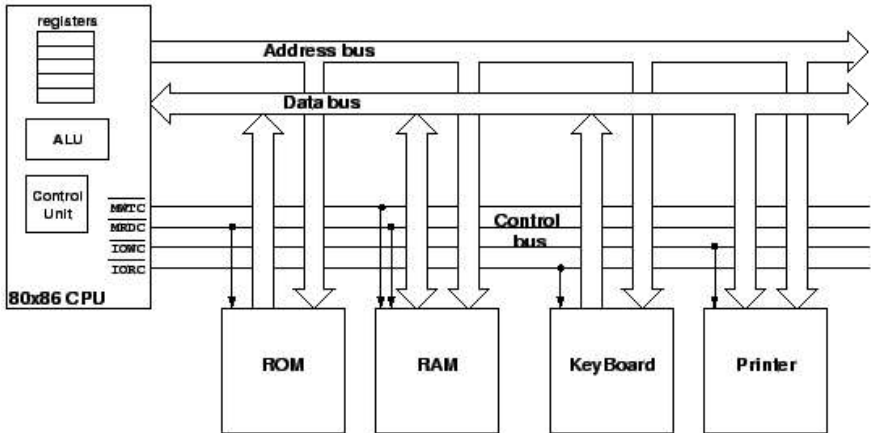 registers
Address bus
Data bus
ALU
Control
Unit
MWTC
MRDC
Control
bus
IOWC
IORC
80x86 CPU
ROM
RAM
KeyBoard
Printer